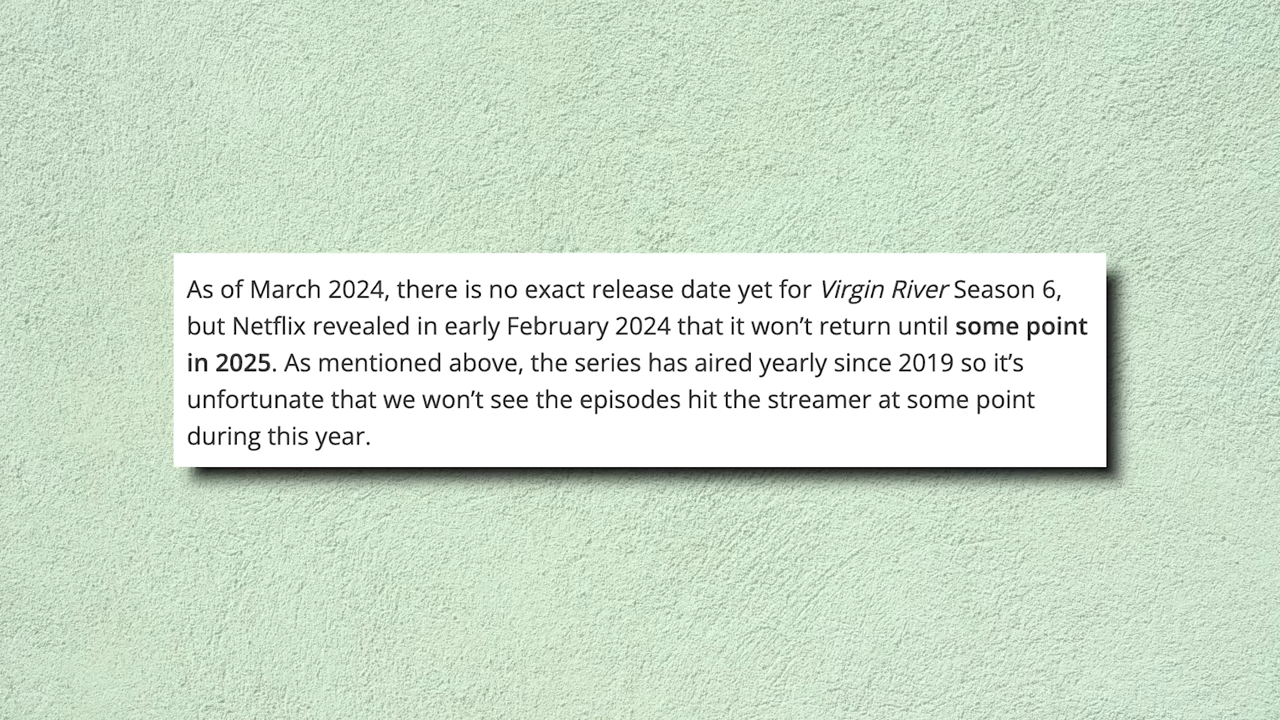 As of March 2024, there is no exact release date yet for Virgin River Season 6,
but Netflix revealed in early February 2024 that it won’t return until some point
in 2025. As mentioned above, the series has aired yearly since 2019 so it’s
unfortunate that we won’t see the episodes hit the streamer at some point
during this year.